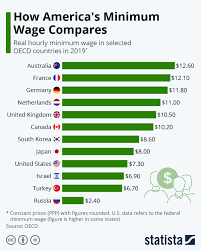 How America's Minimum
Wage Compares
Real hourly minimum wage in selected
OECD countries in 2019*
Australia $12.60
France $12.10
Germany $11.80
Netherlands $11.00
United Kingdom $10.50
Canada $10.20
South Korea $8.60
Japan $8.00
United States $7.30
Israel $6.90
Turkey $6.70
Russia $2.40
* Constant prices (PPP) with figures rounded. U.S. data refers to the federal
minimum wage (figure is higher in some states)
Source: OECD
statista